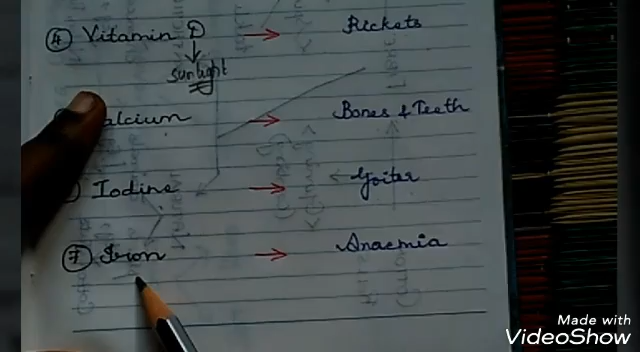 ④ Vitamin D → Rickets
↓
sunlight
alcium → Bones & Teeth
Iodine → Goiter
⑦ Iron → Anaemia
Made with
VideoShow